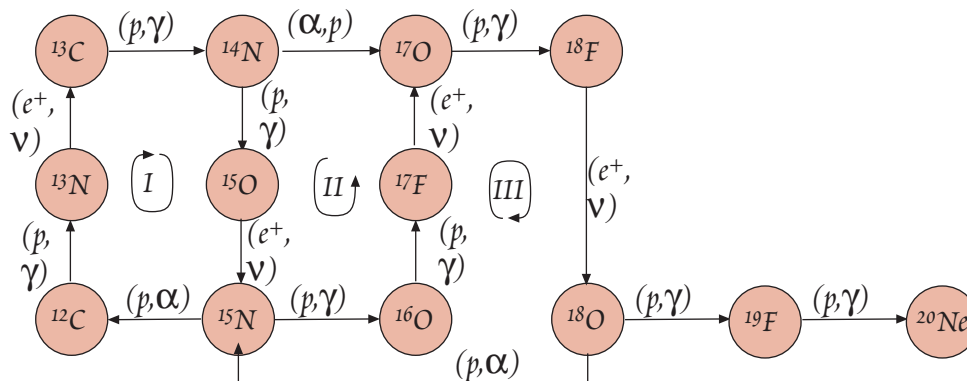 (p,γ) (α,p) (p,γ)
¹³C ¹⁴N ¹⁷O ¹⁸F
(e⁺, ν) (p, γ) (e⁺, ν) (e⁺, ν)
¹³N I ¹⁵O II ¹⁷F III
(p, γ) (e⁺, ν) (p, γ)
(p,α) (p,γ) (p,γ) (p,γ)
¹²C ¹⁵N ¹⁶O ¹⁸O ¹⁹F ²⁰Ne
(p,α)